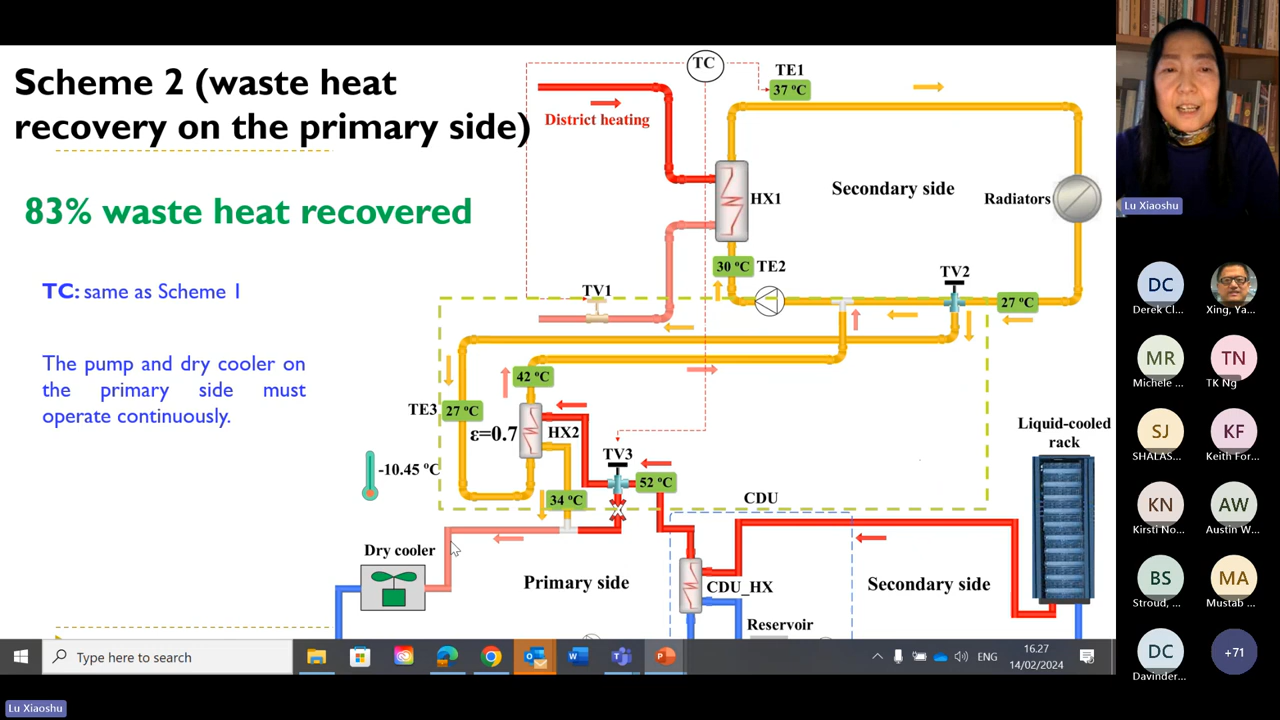 Scheme 2 (waste heat
recovery on the primary side)
83% waste heat recovered
TC: same as Scheme 1
The pump and dry cooler on
the primary side must
operate continuously.
TC
TE1
37 ºC
District heating
HX1
Secondary side
Radiators
30 ºC
TE2
TV1
TV2
27 ºC
42 ºC
TE3
27 ºC
ε=0.7
HX2
TV3
-10.45 ºC
34 ºC
52 ºC
CDU
Liquid-cooled
rack
Dry cooler
Primary side
CDU_HX
Secondary side
Reservoir
Type here to search
ENG
16.27
14/02/2024
Lu Xiaoshu
DC
Derek Cl...
Xing, Ya...
MR
Michele ...
TN
TK Ng
SJ
SHALAS...
KF
Keith For...
KN
Kirsti No...
AW
Austin W...
BS
Stroud, ...
MA
Mustab ...
DC
Davinder...
+71
Lu Xiaoshu